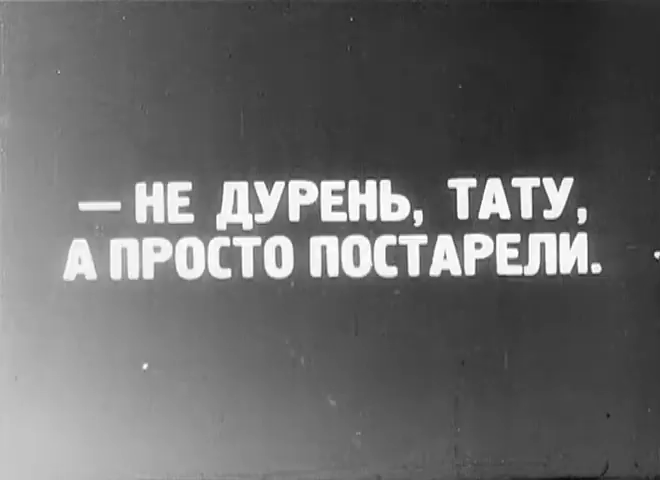 — НЕ ДУРЕНЬ, ТАТУ,
А ПРОСТО ПОСТАРЕЛИ.